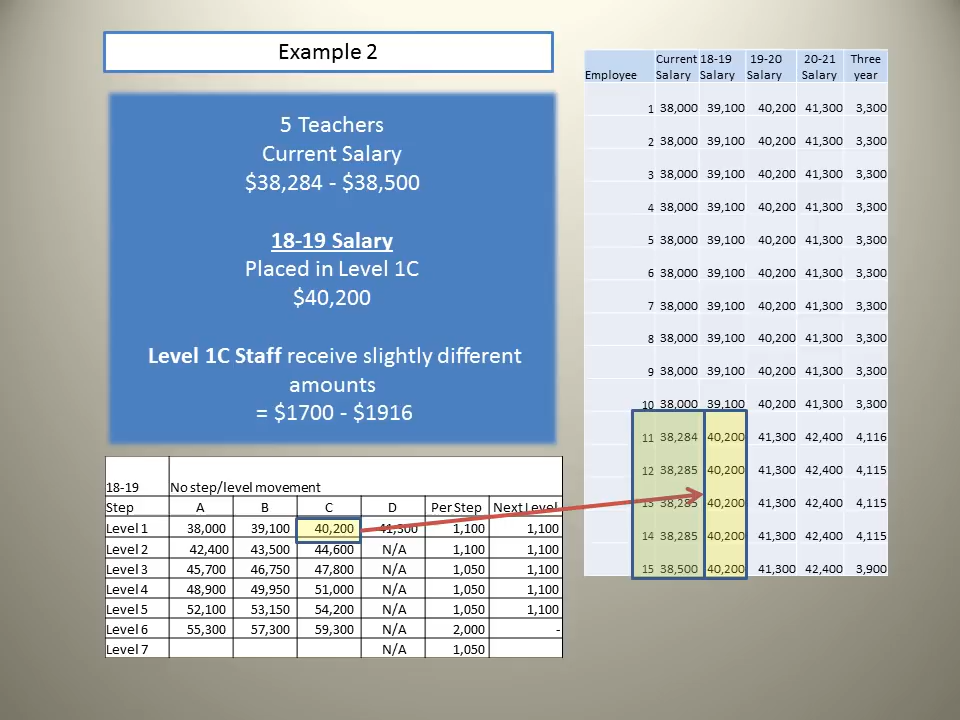 Example 2
5 Teachers
Current Salary
$38,284 - $38,500
18-19 Salary
Placed in Level 1C
$40,200
Level 1C Staff receive slightly different
amounts
= $1700 - $1916
18-19 No step/level movement
Step A B C D Per Step Next Level
Level 1 38,000 39,100 40,200 41,300 1,100 1,100
Level 2 42,400 43,500 44,600 N/A 1,100 1,100
Level 3 45,700 46,750 47,800 N/A 1,050 1,100
Level 4 48,900 49,950 51,000 N/A 1,050 1,100
Level 5 52,100 53,150 54,200 N/A 1,050 1,100
Level 6 55,300 57,300 59,300 N/A 2,000 -
Level 7 N/A 1,050
Current 18-19 19-20 20-21 Three
Employee Salary Salary Salary Salary year
1 38,000 39,100 40,200 41,300 3,300
2 38,000 39,100 40,200 41,300 3,300
3 38,000 39,100 40,200 41,300 3,300
4 38,000 39,100 40,200 41,300 3,300
5 38,000 39,100 40,200 41,300 3,300
6 38,000 39,100 40,200 41,300 3,300
7 38,000 39,100 40,200 41,300 3,300
8 38,000 39,100 40,200 41,300 3,300
9 38,000 39,100 40,200 41,300 3,300
10 38,000 39,100 40,200 41,300 3,300
11 38,284 40,200 41,300 42,400 4,116
12 38,285 40,200 41,300 42,400 4,115
13 38,285 40,200 41,300 42,400 4,115
14 38,285 40,200 41,300 42,400 4,115
15 38,500 40,200 41,300 42,400 3,900